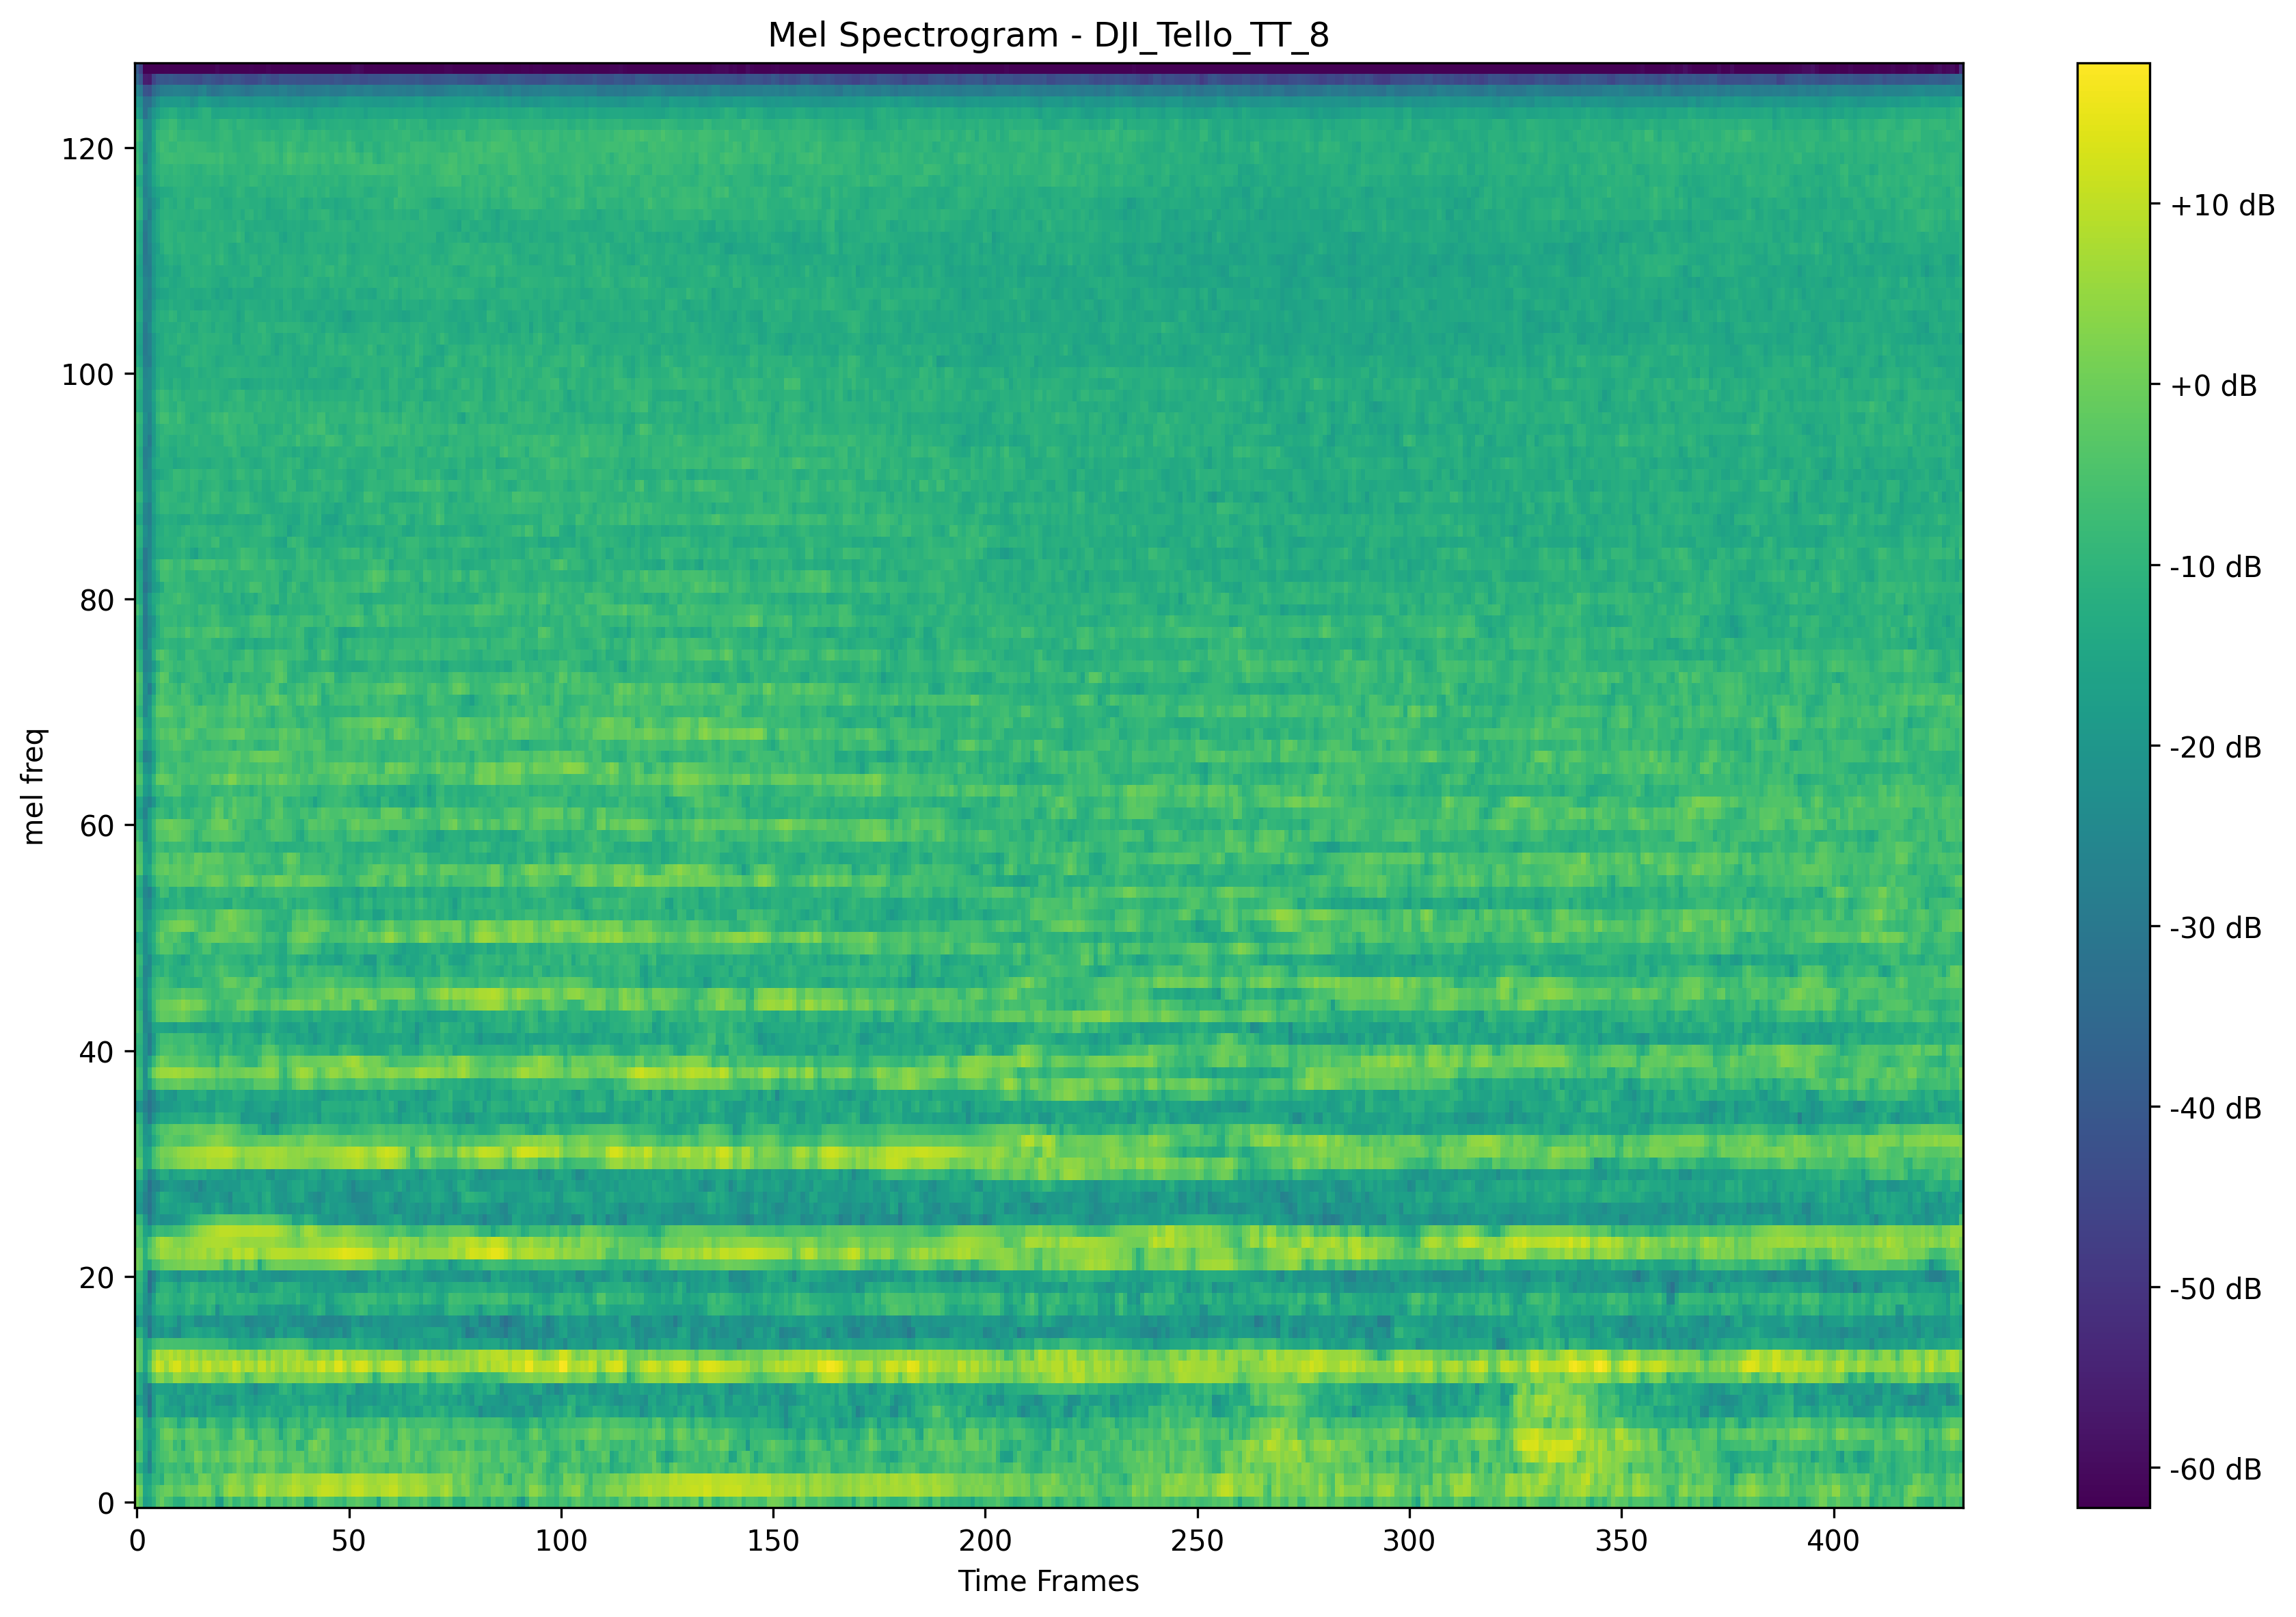 Mel Spectrogram - DJI_Tello_TT_8
mel freq
120
100
80
60
40
20
0
0 50 100 150 200 250 300 350 400
Time Frames
+10 dB
+0 dB
-10 dB
-20 dB
-30 dB
-40 dB
-50 dB
-60 dB